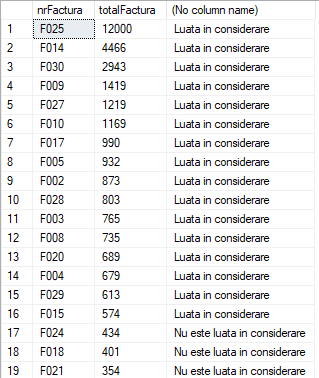 nrFactura totalFactura (No column name)
1 F025 12000 Luata in considerare
2 F014 4466 Luata in considerare
3 F030 2943 Luata in considerare
4 F009 1419 Luata in considerare
5 F027 1219 Luata in considerare
6 F010 1169 Luata in considerare
7 F017 990 Luata in considerare
8 F005 932 Luata in considerare
9 F002 873 Luata in considerare
10 F028 803 Luata in considerare
11 F003 765 Luata in considerare
12 F008 735 Luata in considerare
13 F020 689 Luata in considerare
14 F004 679 Luata in considerare
15 F029 613 Luata in considerare
16 F015 574 Luata in considerare
17 F024 434 Nu este luata in considerare
18 F018 401 Nu este luata in considerare
19 F021 354 Nu este luata in considerare